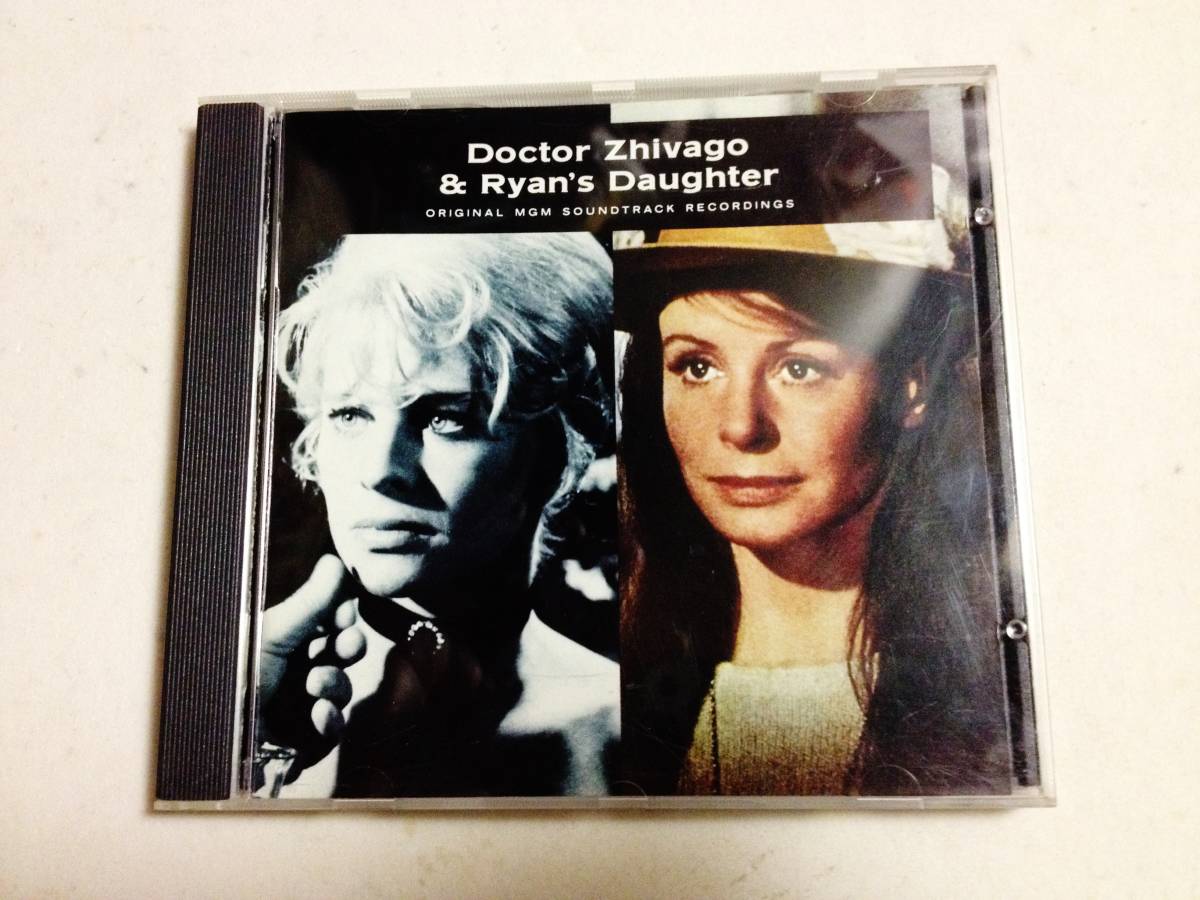 Doctor Zhivago
& Ryan's Daughter
ORIGINAL MGM SOUNDTRACK RECORDINGS